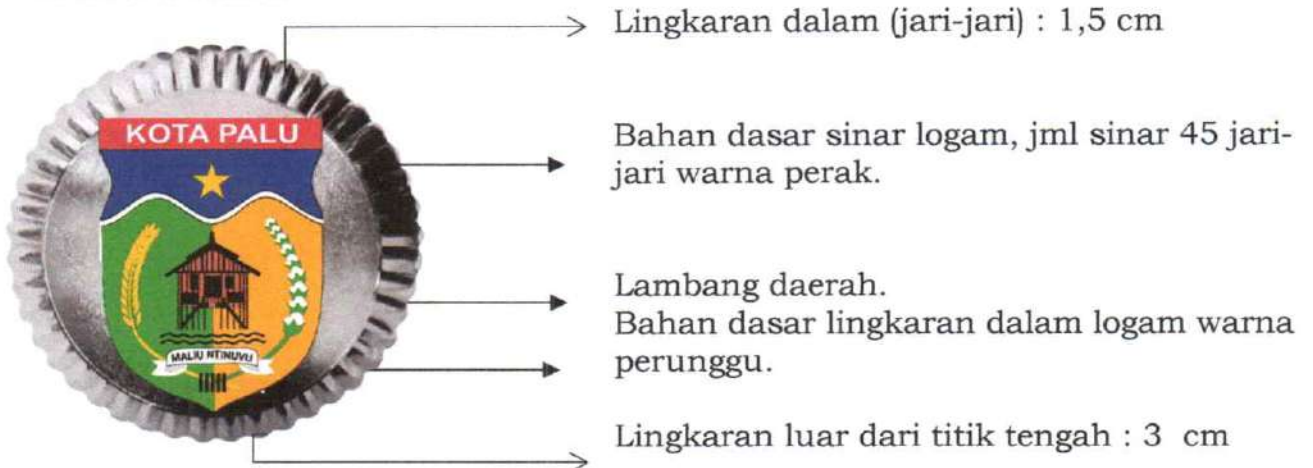 Lingkaran dalam (jari-jari) : 1,5 cm
KOTA PALU
Bahan dasar sinar logam, jml sinar 45 jari-
jari warna perak.
Lambang daerah.
Bahan dasar lingkaran dalam logam warna
perunggu.
MALIU NTINUVU
Lingkaran luar dari titik tengah : 3 cm